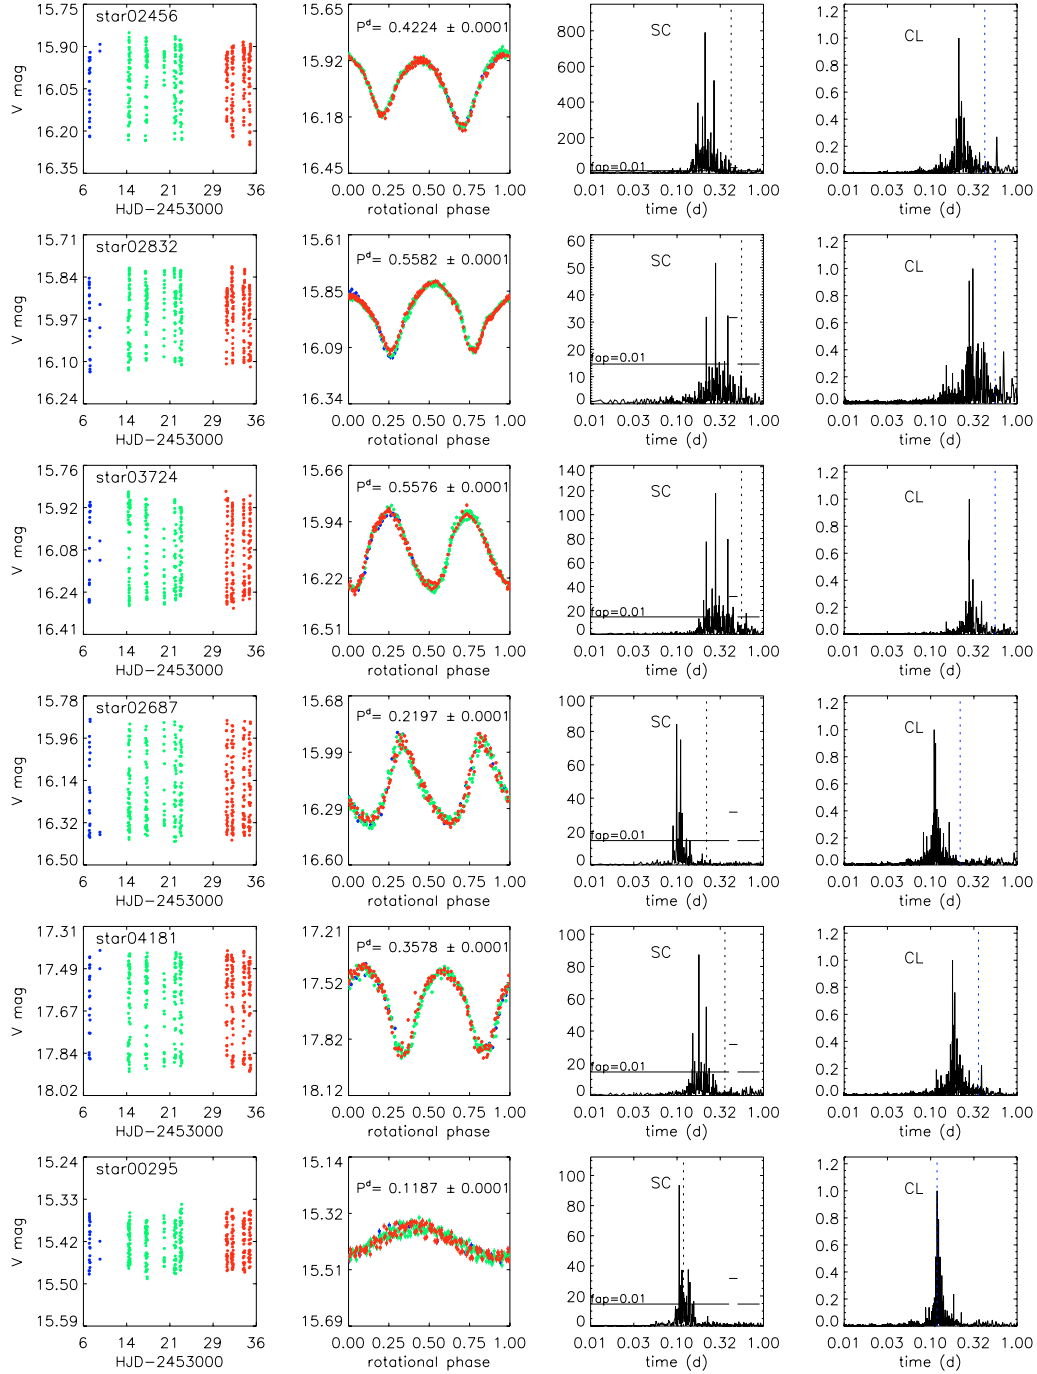 star02456
V mag
15.75
15.90
16.05
16.20
16.35
6 14 21 29 36
HJD-2453000
P^d= 0.4224 ± 0.0001
15.65
15.92
16.18
16.45
0.00 0.25 0.50 0.75 1.00
rotational phase
SC
800
600
400
200
0
fap=0.01
0.01 0.03 0.10 0.32 1.00
time (d)
CL
1.2
1.0
0.8
0.6
0.4
0.2
0.0
0.01 0.03 0.10 0.32 1.00
time (d)
star02832
V mag
15.71
15.84
15.97
16.10
16.24
6 14 21 29 36
HJD-2453000
P^d= 0.5582 ± 0.0001
15.61
15.85
16.09
16.34
0.00 0.25 0.50 0.75 1.00
rotational phase
SC
60
50
40
30
20
10
0
fap=0.01
0.01 0.03 0.10 0.32 1.00
time (d)
CL
1.2
1.0
0.8
0.6
0.4
0.2
0.0
0.01 0.03 0.10 0.32 1.00
time (d)
star03724
V mag
15.76
15.92
16.08
16.24
16.41
6 14 21 29 36
HJD-2453000
P^d= 0.5576 ± 0.0001
15.66
15.94
16.22
16.51
0.00 0.25 0.50 0.75 1.00
rotational phase
SC
140
120
100
80
60
40
20
0
fap=0.01
0.01 0.03 0.10 0.32 1.00
time (d)
CL
1.2
1.0
0.8
0.6
0.4
0.2
0.0
0.01 0.03 0.10 0.32 1.00
time (d)
star02687
V mag
15.78
15.96
16.14
16.32
16.50
6 14 21 29 36
HJD-2453000
P^d= 0.2197 ± 0.0001
15.68
15.99
16.29
16.60
0.00 0.25 0.50 0.75 1.00
rotational phase
SC
100
80
60
40
20
0
fap=0.01
0.01 0.03 0.10 0.32 1.00
time (d)
CL
1.2
1.0
0.8
0.6
0.4
0.2
0.0
0.01 0.03 0.10 0.32 1.00
time (d)
star04181
V mag
17.31
17.49
17.67
17.84
18.02
6 14 21 29 36
HJD-2453000
P^d= 0.3578 ± 0.0001
17.21
17.52
17.82
18.12
0.00 0.25 0.50 0.75 1.00
rotational phase
SC
100
80
60
40
20
0
fap=0.01
0.01 0.03 0.10 0.32 1.00
time (d)
CL
1.2
1.0
0.8
0.6
0.4
0.2
0.0
0.01 0.03 0.10 0.32 1.00
time (d)
star00295
V mag
15.24
15.33
15.42
15.50
15.59
6 14 21 29 36
HJD-2453000
P^d= 0.1187 ± 0.0001
15.14
15.32
15.51
15.69
0.00 0.25 0.50 0.75 1.00
rotational phase
SC
100
80
60
40
20
0
fap=0.01
0.01 0.03 0.10 0.32 1.00
time (d)
CL
1.2
1.0
0.8
0.6
0.4
0.2
0.0
0.01 0.03 0.10 0.32 1.00
time (d)